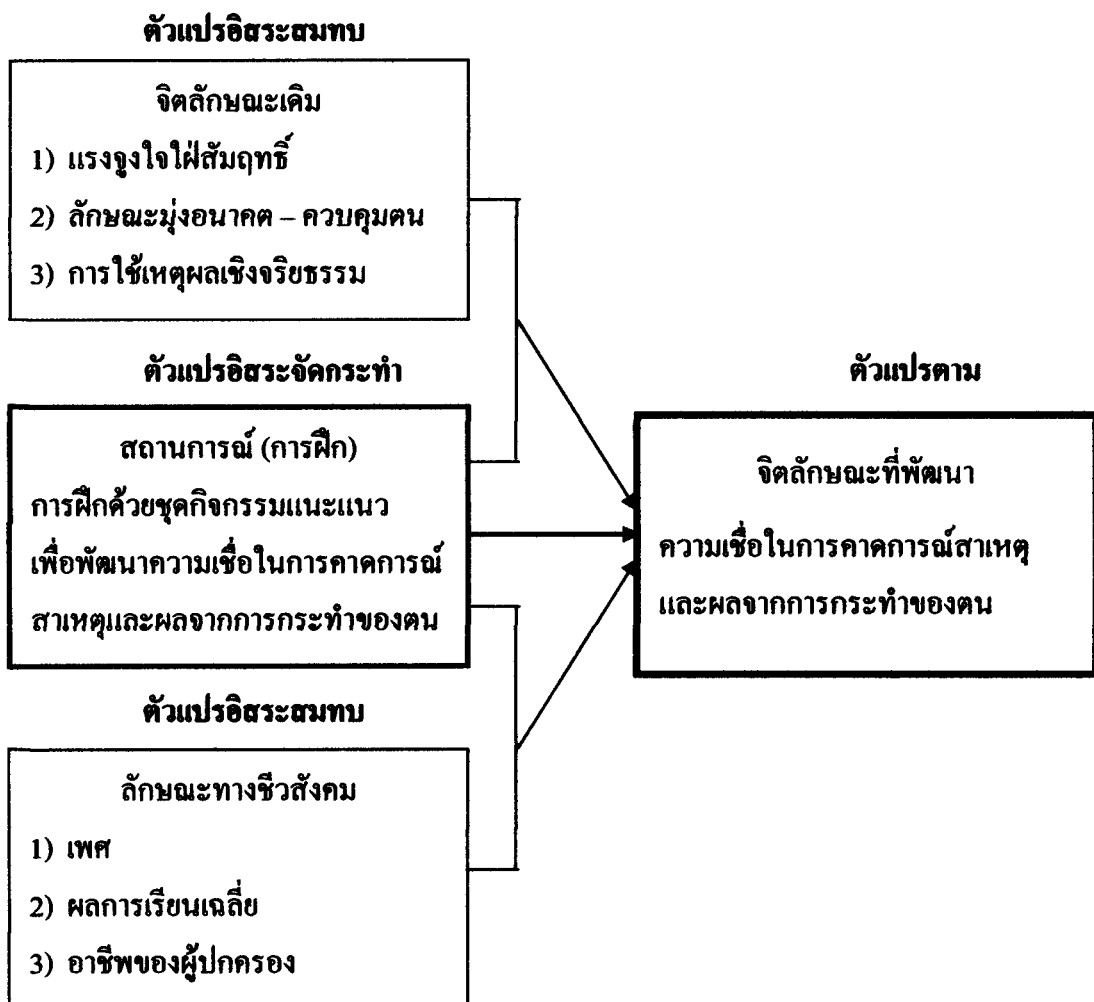 ตัวแปรอิสระสมทบ
จิตลักษณะเดิม
1) แรงจูงใจใฝ่สัมฤทธิ์
2) ลักษณะมุ่งอนาคต – ควบคุมตน
3) การใช้เหตุผลเชิงจริยธรรม
ตัวแปรอิสระจัดกระทำ
สถานการณ์ (การฝึก)
การฝึกด้วยชุดกิจกรรมแนะแนว
เพื่อพัฒนาความเชื่อในการคาดการณ์
สาเหตุและผลจากการกระทำของตน
ตัวแปรตาม
จิตลักษณะที่พัฒนา
ความเชื่อในการคาดการณ์สาเหตุ
และผลจากการกระทำของตน
ตัวแปรอิสระสมทบ
ลักษณะทางชีวสังคม
1) เพศ
2) ผลการเรียนเฉลี่ย
3) อาชีพของผู้ปกครอง